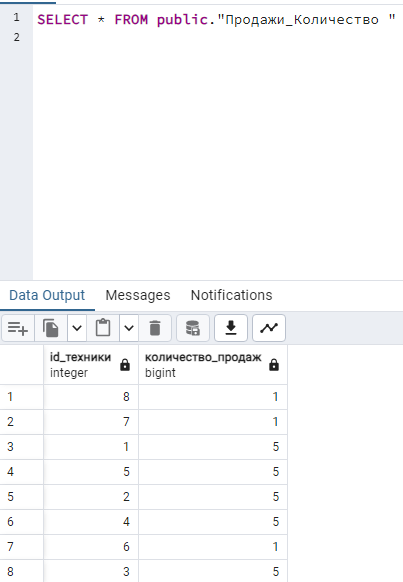 1 SELECT * FROM public."Продажи_Количество "
2
Data Output Messages Notifications
id_техники количество_продаж
integer bigint
1 8 1
2 7 1
3 1 5
4 5 5
5 2 5
6 4 5
7 6 1
8 3 5